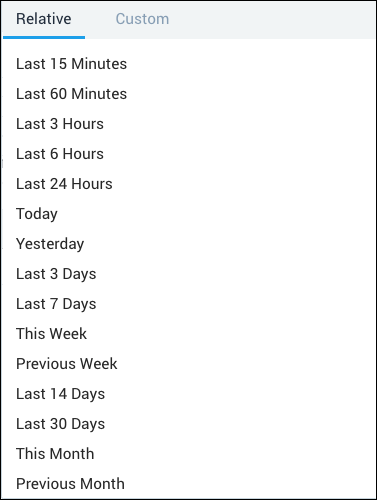 Relative Custom
Last 15 Minutes
Last 60 Minutes
Last 3 Hours
Last 6 Hours
Last 24 Hours
Today
Yesterday
Last 3 Days
Last 7 Days
This Week
Previous Week
Last 14 Days
Last 30 Days
This Month
Previous Month